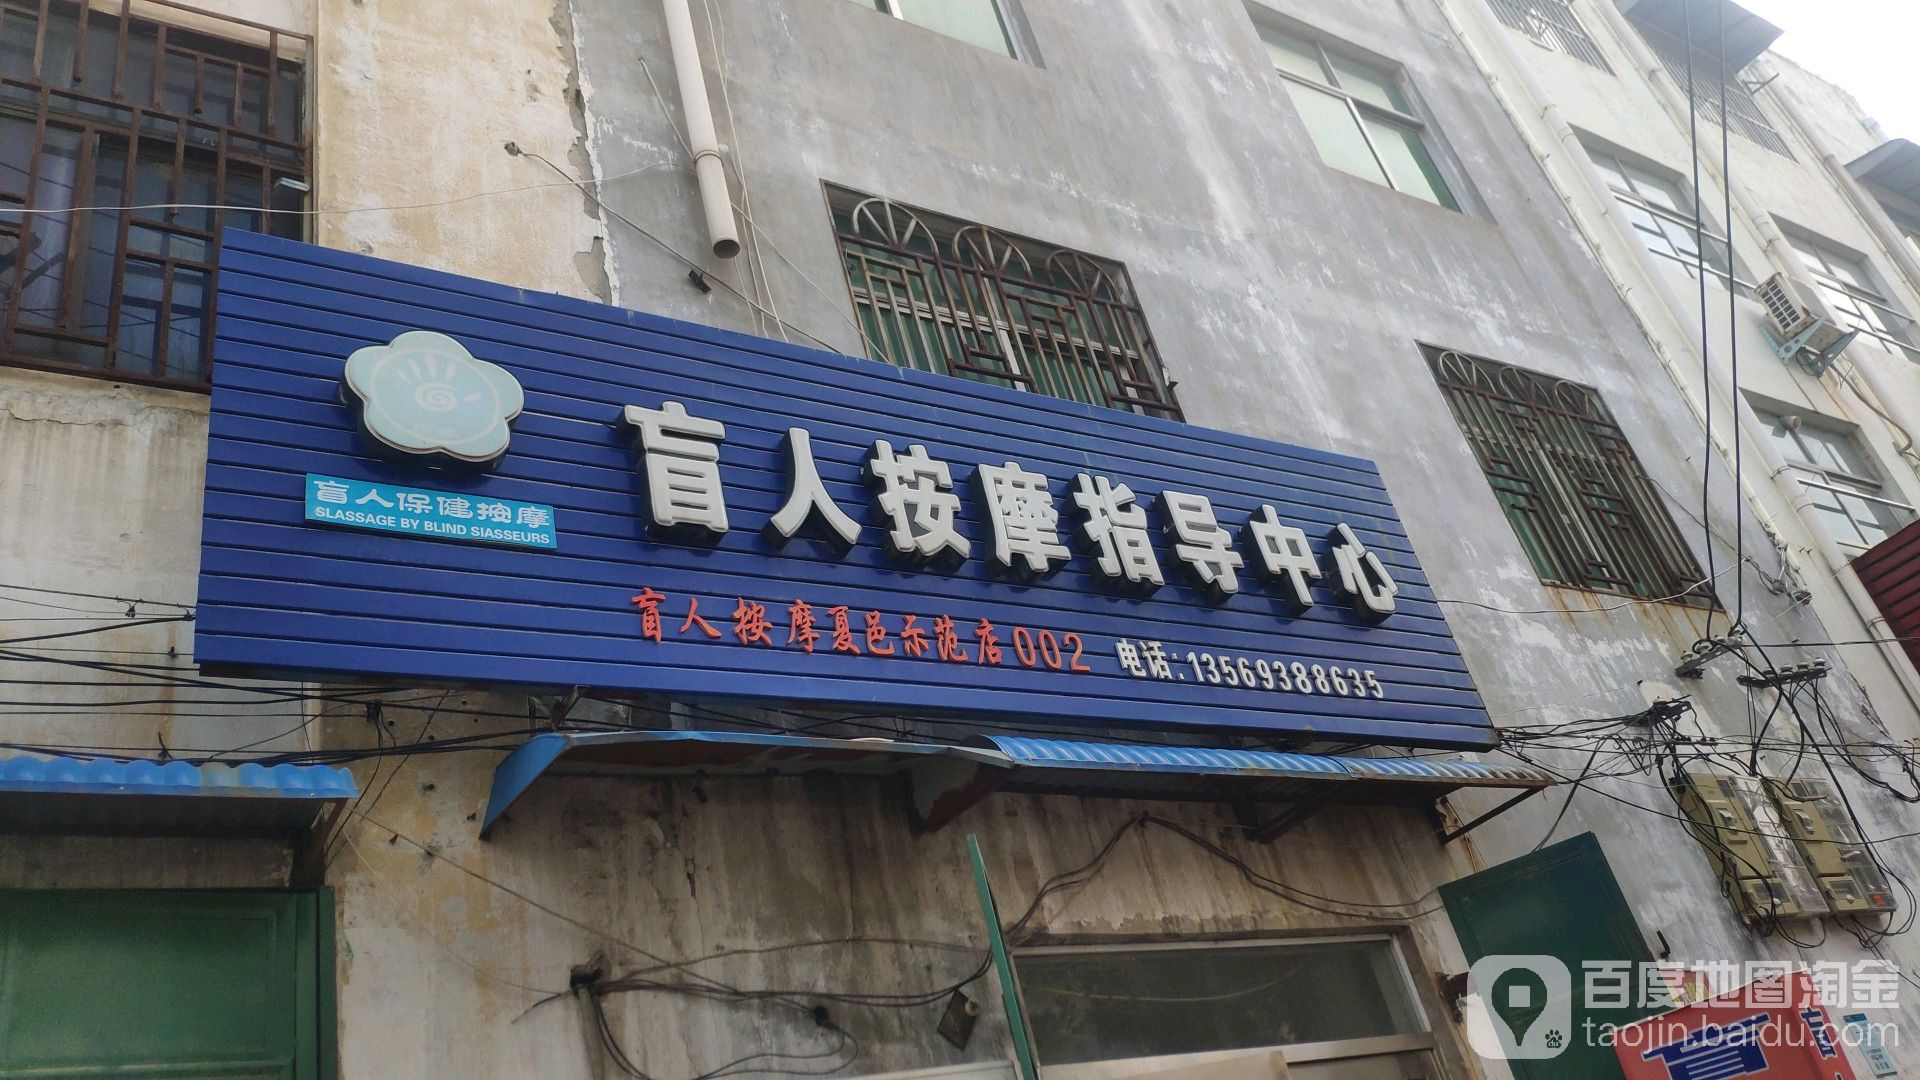 盲人按摩指导中心
盲人保健按摩
SLASSAGE BY BLIND SIASSEURS
盲人按摩夏邑示范店002
电话:13569388635
百度地图淘金
taojin.baidu.com
盲